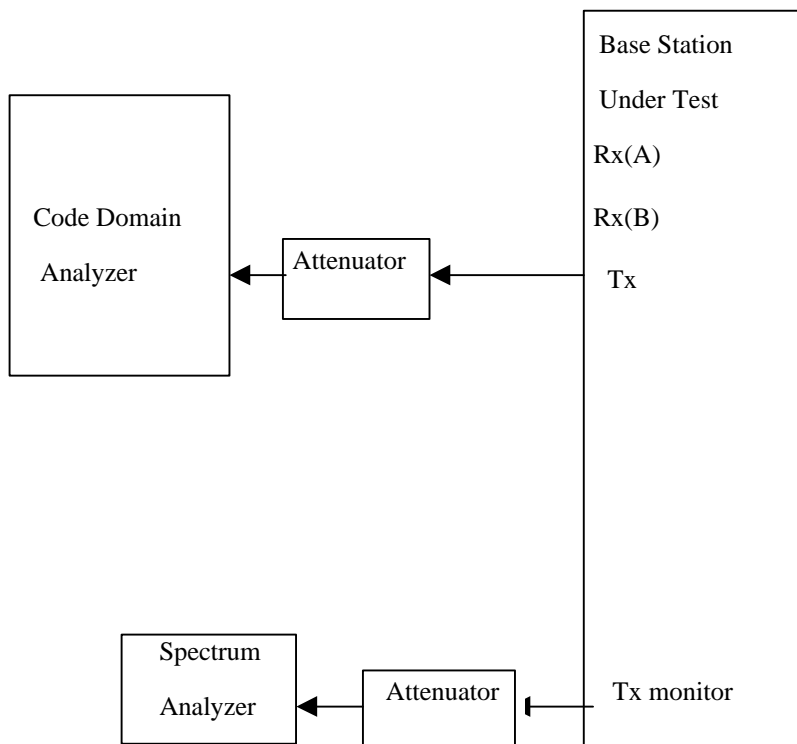 Base Station
Under Test
Rx(A)
Rx(B)
Tx
Code Domain
Analyzer
Attenuator
Spectrum
Analyzer
Attenuator
Tx monitor